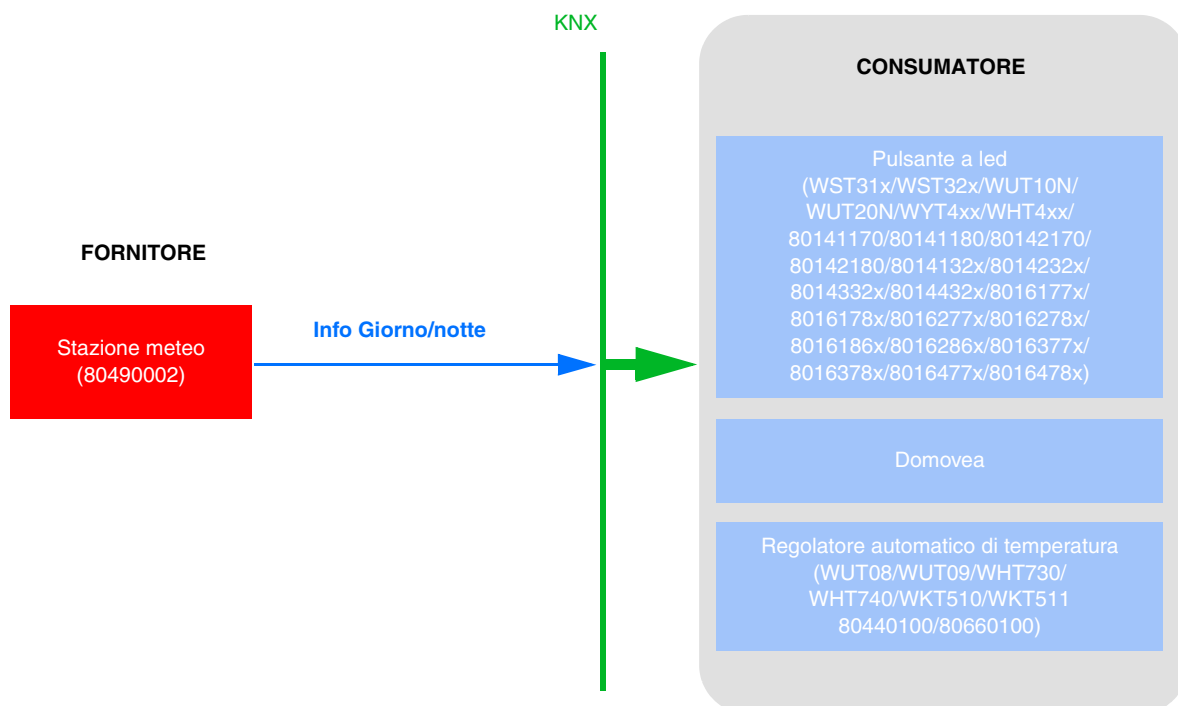 KNX
CONSUMATORE
Pulsante a led
(WST31x/WST32x/WUT10N/
WUT20N/WYT4xx/WHT4xx/
80141170/80141180/80142170/
80142180/8014132x/8014232x/
8014332x/8014432x/8016177x/
8016178x/8016277x/8016278x/
8016186x/8016286x/8016377x/
8016378x/8016477x/8016478x)
FORNITORE
Stazione meteo
(80490002)
Info Giorno/notte
Domovea
Regolatore automatico di temperatura
(WUT08/WUT09/WHT730/
WHT740/WKT510/WKT511
80440100/80660100)